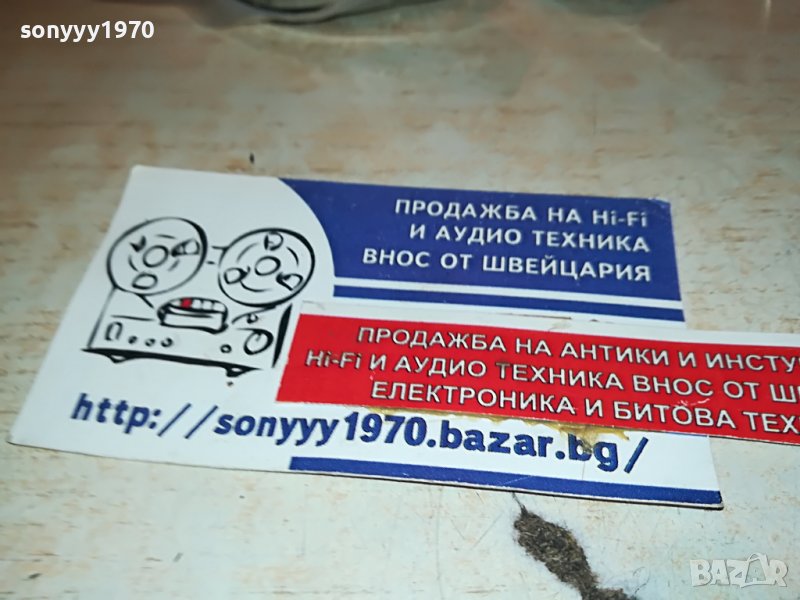 sonyyy1970
ПРОДАЖБА НА Hi-Fi
И АУДИО ТЕХНИКА
ВНОС ОТ ШВЕЙЦАРИЯ
ПРОДАЖБА НА АНТИКИ И ИНСТУ
Hi-Fi И АУДИО ТЕХНИКА ВНОС ОТ Ш
ЕЛЕКТРОНИКА И БИТОВА ТЕХ
http://sonyyy1970.bazar.bg/
BAZAR